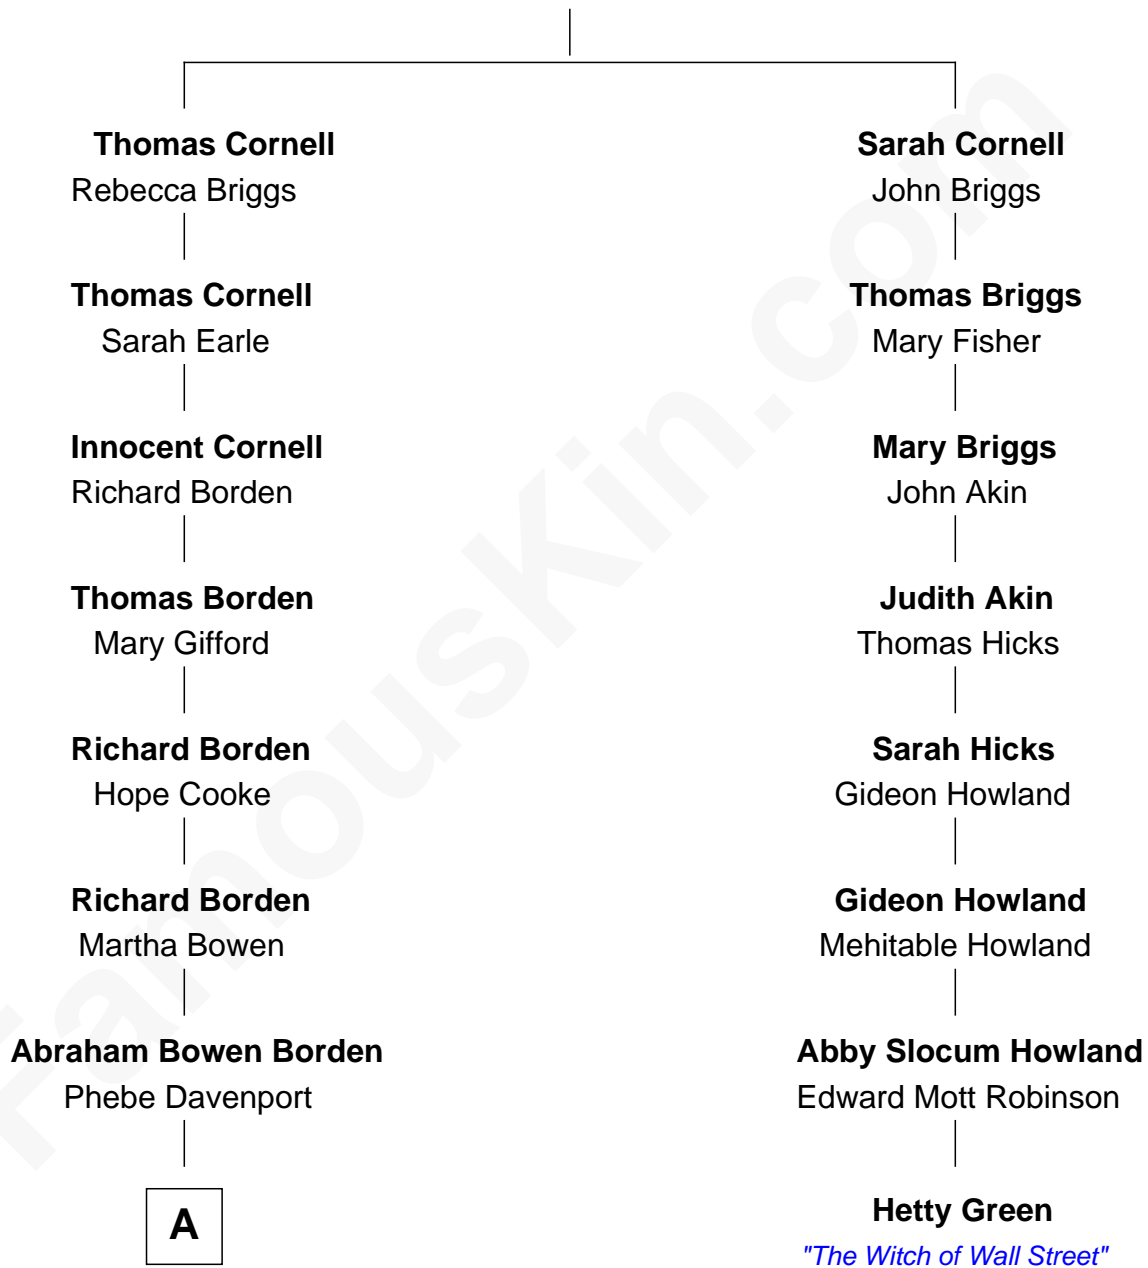 Thomas Cornell
Rebecca Briggs
Thomas Cornell
Sarah Earle
Innocent Cornell
Richard Borden
Thomas Borden
Mary Gifford
Richard Borden
Hope Cooke
Richard Borden
Martha Bowen
Abraham Bowen Borden
Phebe Davenport
A
Sarah Cornell
John Briggs
Thomas Briggs
Mary Fisher
Mary Briggs
John Akin
Judith Akin
Thomas Hicks
Sarah Hicks
Gideon Howland
Gideon Howland
Mehitable Howland
Abby Slocum Howland
Edward Mott Robinson
Hetty Green
"The Witch of Wall Street"
FamousKin.com